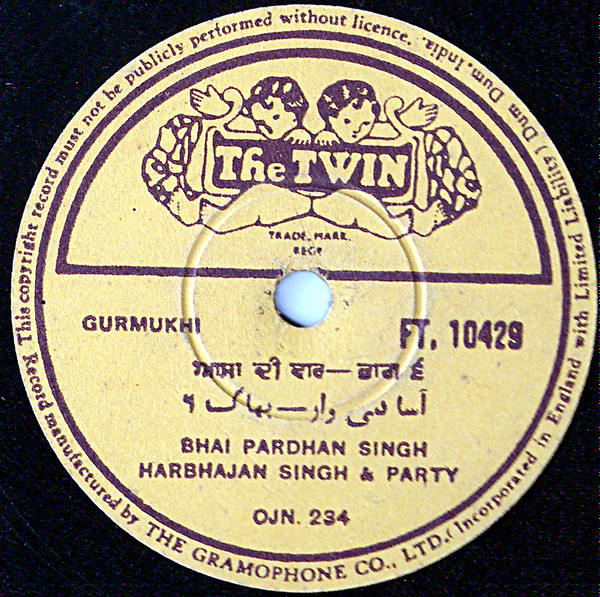 This copyright record must not be publicly performed without licence.
The TWIN
TRADE. MARK.
REGD
GURMUKHI
FT. 10429
ਆਸਾ ਦੀ ਵਾਰ—ਭਾਗ ੬
آسا دی وار—بھاگ ۶
BHAI PARDHAN SINGH
HARBHAJAN SINGH & PARTY
OJN. 234
Record manufactured by THE GRAMOPHONE CO., LTD., (Incorporated in England with Limited Liability) Dum Dum, India.